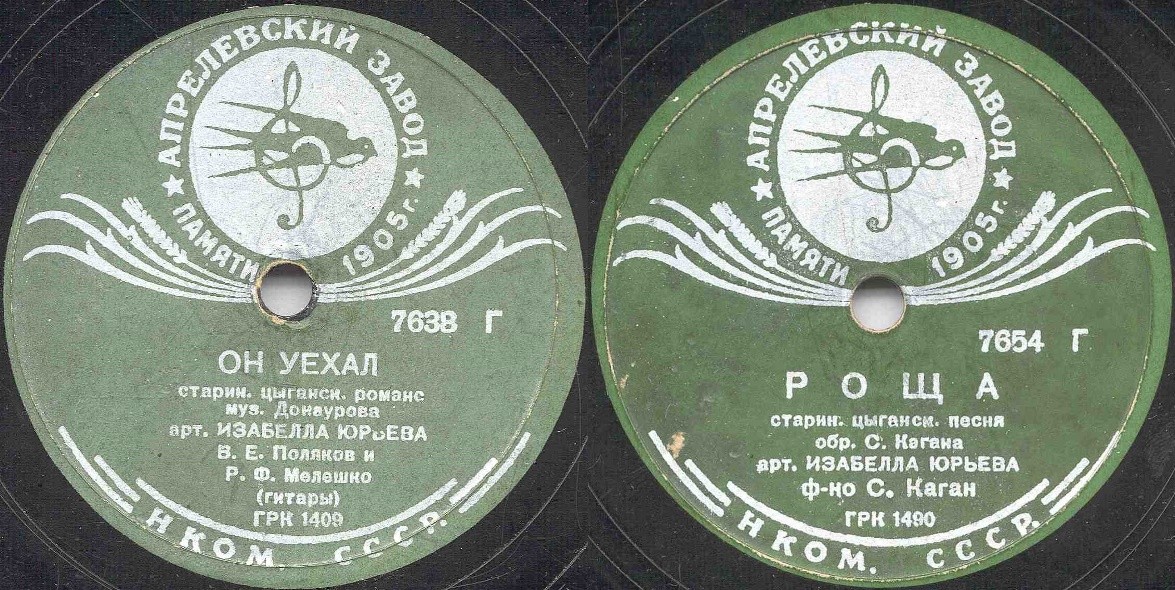 ★ АПРЕЛЕВСКИЙ ЗАВОД ★
ПАМЯТИ 1905 г.
7638 Г
ОН УЕХАЛ
старин. цыганск. романс
муз. Донаурова
арт. ИЗАБЕЛЛА ЮРЬЕВА
В. Е. Поляков и
Р. Ф. Мелешко
(гитары)
ГРК 1409
НКОМ. СССР.
★ АПРЕЛЕВСКИЙ ЗАВОД ★
ПАМЯТИ 1905 г.
7654 Г
РОЩА
старин. цыганск. песня
обр. С. Кагана
арт. ИЗАБЕЛЛА ЮРЬЕВА
ф-но С. Каган
ГРК 1490
НКОМ. СССР.